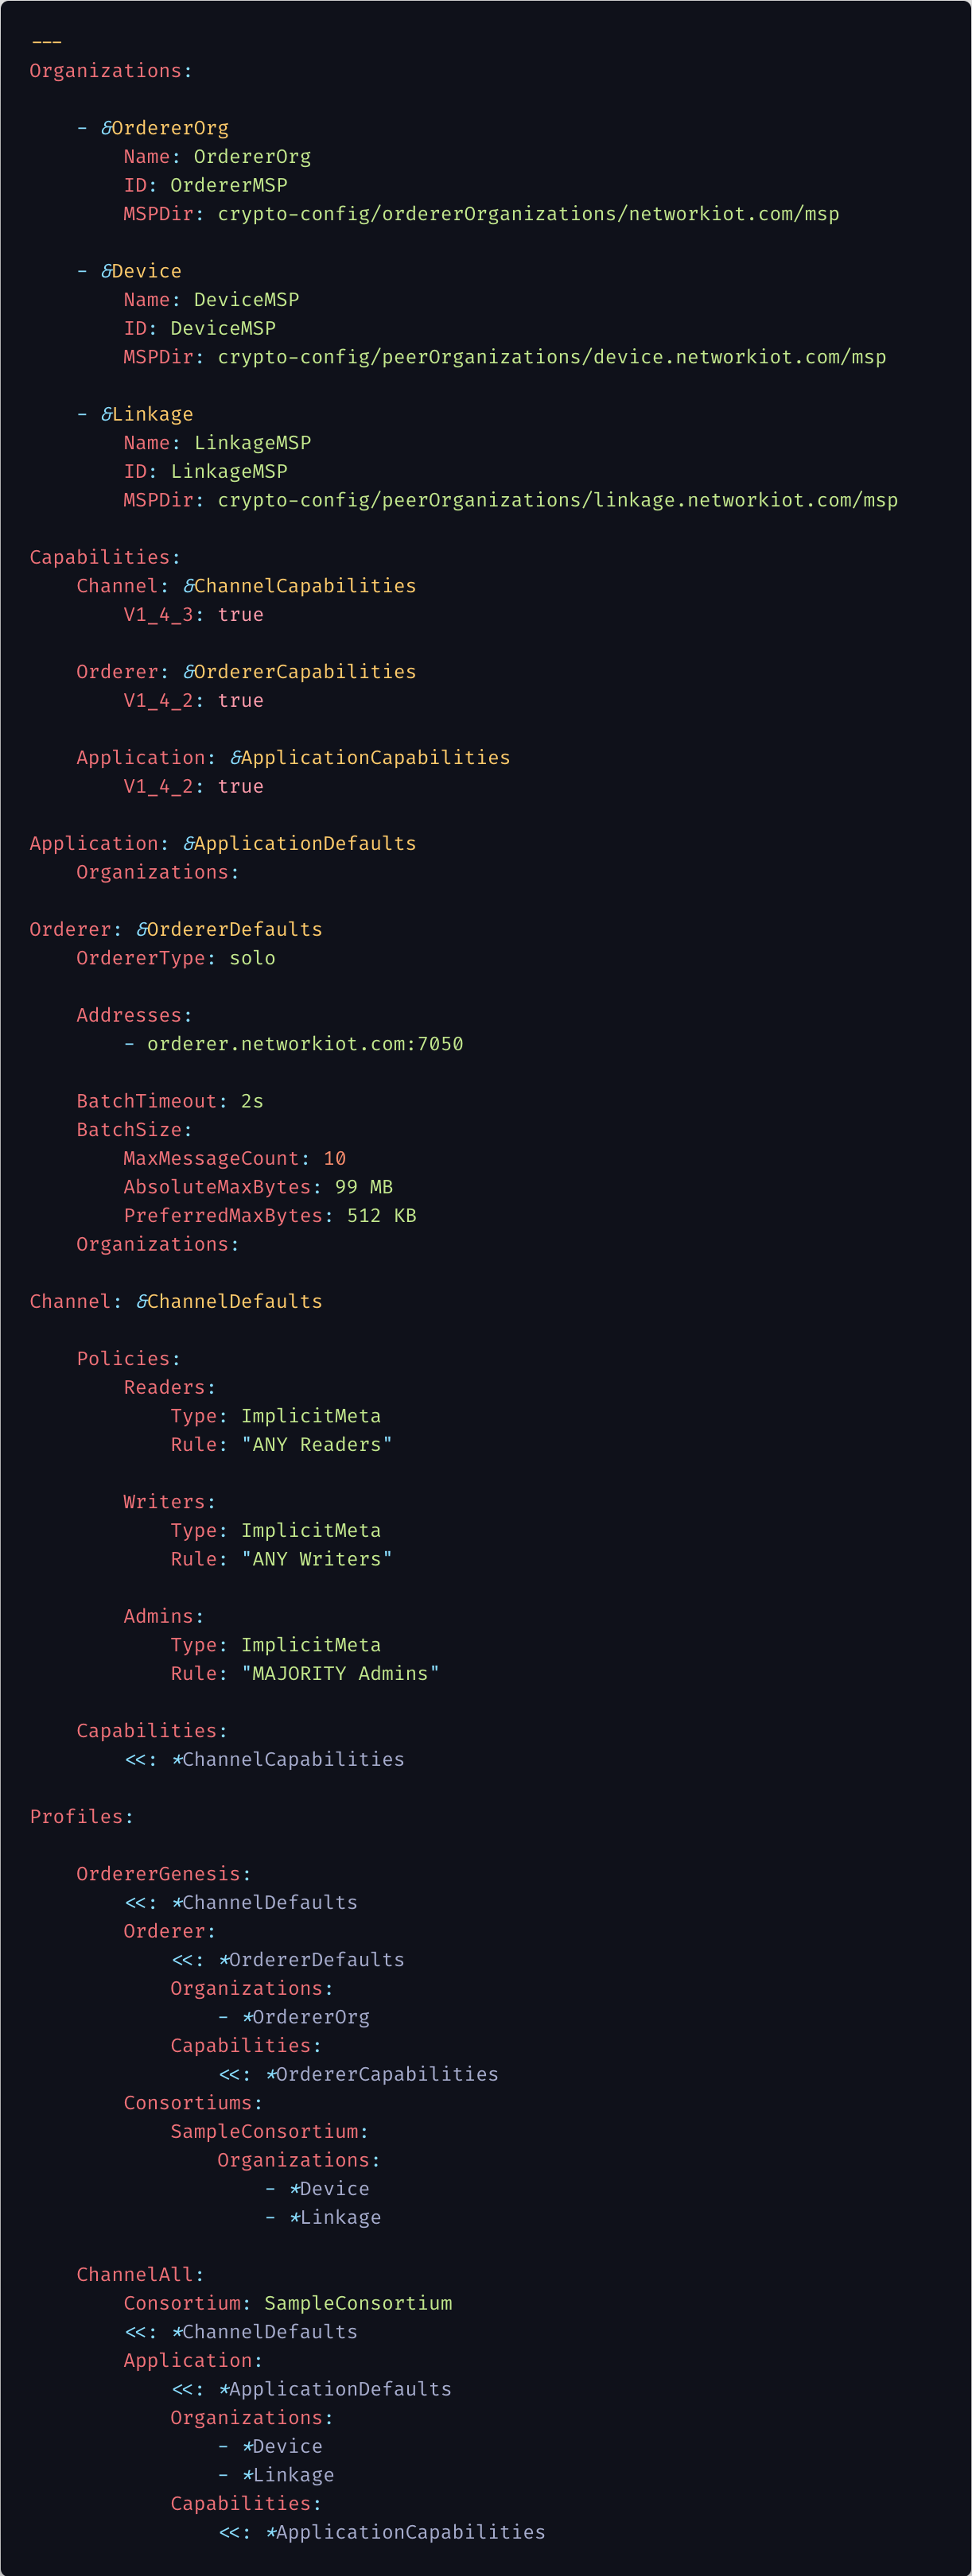 ---
Organizations:

    - &OrdererOrg
        Name: OrdererOrg
        ID: OrdererMSP
        MSPDir: crypto-config/ordererOrganizations/networkiot.com/msp

    - &Device
        Name: DeviceMSP
        ID: DeviceMSP
        MSPDir: crypto-config/peerOrganizations/device.networkiot.com/msp

    - &Linkage
        Name: LinkageMSP
        ID: LinkageMSP
        MSPDir: crypto-config/peerOrganizations/linkage.networkiot.com/msp

Capabilities:
    Channel: &ChannelCapabilities
        V1_4_3: true

    Orderer: &OrdererCapabilities
        V1_4_2: true

    Application: &ApplicationCapabilities
        V1_4_2: true

Application: &ApplicationDefaults
    Organizations:

Orderer: &OrdererDefaults
    OrdererType: solo

    Addresses:
        - orderer.networkiot.com:7050

    BatchTimeout: 2s
    BatchSize:
        MaxMessageCount: 10
        AbsoluteMaxBytes: 99 MB
        PreferredMaxBytes: 512 KB
    Organizations:

Channel: &ChannelDefaults

    Policies:
        Readers:
            Type: ImplicitMeta
            Rule: "ANY Readers"

        Writers:
            Type: ImplicitMeta
            Rule: "ANY Writers"

        Admins:
            Type: ImplicitMeta
            Rule: "MAJORITY Admins"

    Capabilities:
        <<: *ChannelCapabilities

Profiles:

    OrdererGenesis:
        <<: *ChannelDefaults
        Orderer:
            <<: *OrdererDefaults
            Organizations:
                - *OrdererOrg
            Capabilities:
                <<: *OrdererCapabilities
        Consortiums:
            SampleConsortium:
                Organizations:
                    - *Device
                    - *Linkage

    ChannelAll:
        Consortium: SampleConsortium
        <<: *ChannelDefaults
        Application:
            <<: *ApplicationDefaults
            Organizations:
                - *Device
                - *Linkage
            Capabilities:
                <<: *ApplicationCapabilities